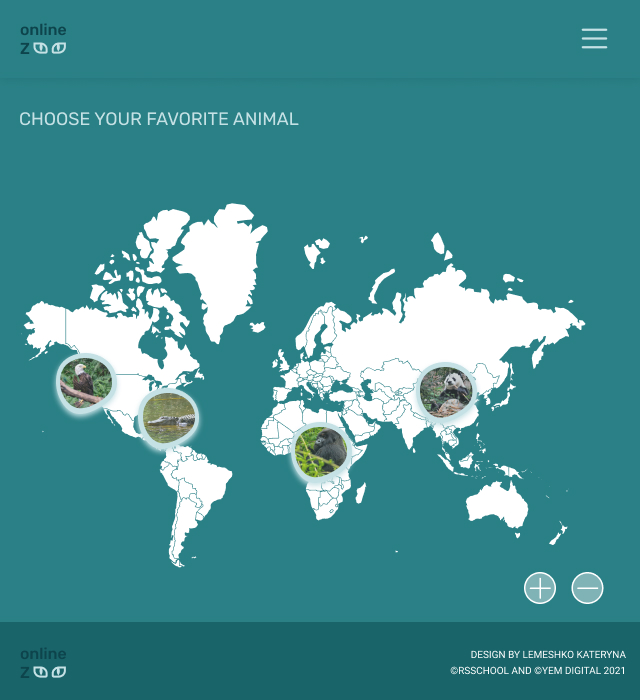 online
zoo
CHOOSE YOUR FAVORITE ANIMAL
online
zoo
DESIGN BY LEMESHKO KATERYNA
©RSSCHOOL AND ©YEM DIGITAL 2021